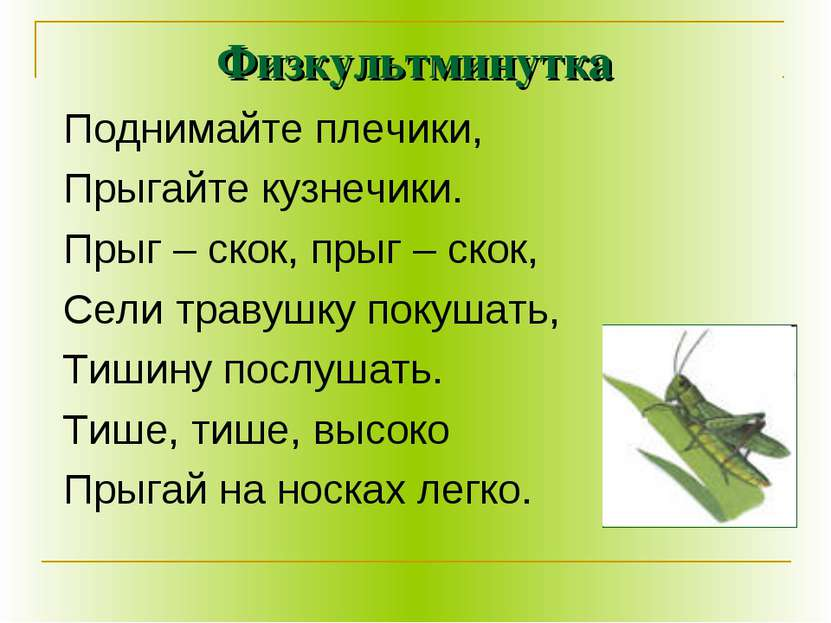 Физкультминутка
Поднимайте плечики,
Прыгайте кузнечики.
Прыг – скок, прыг – скок,
Сели травушку покушать,
Тишину послушать.
Тише, тише, высоко
Прыгай на носках легко.